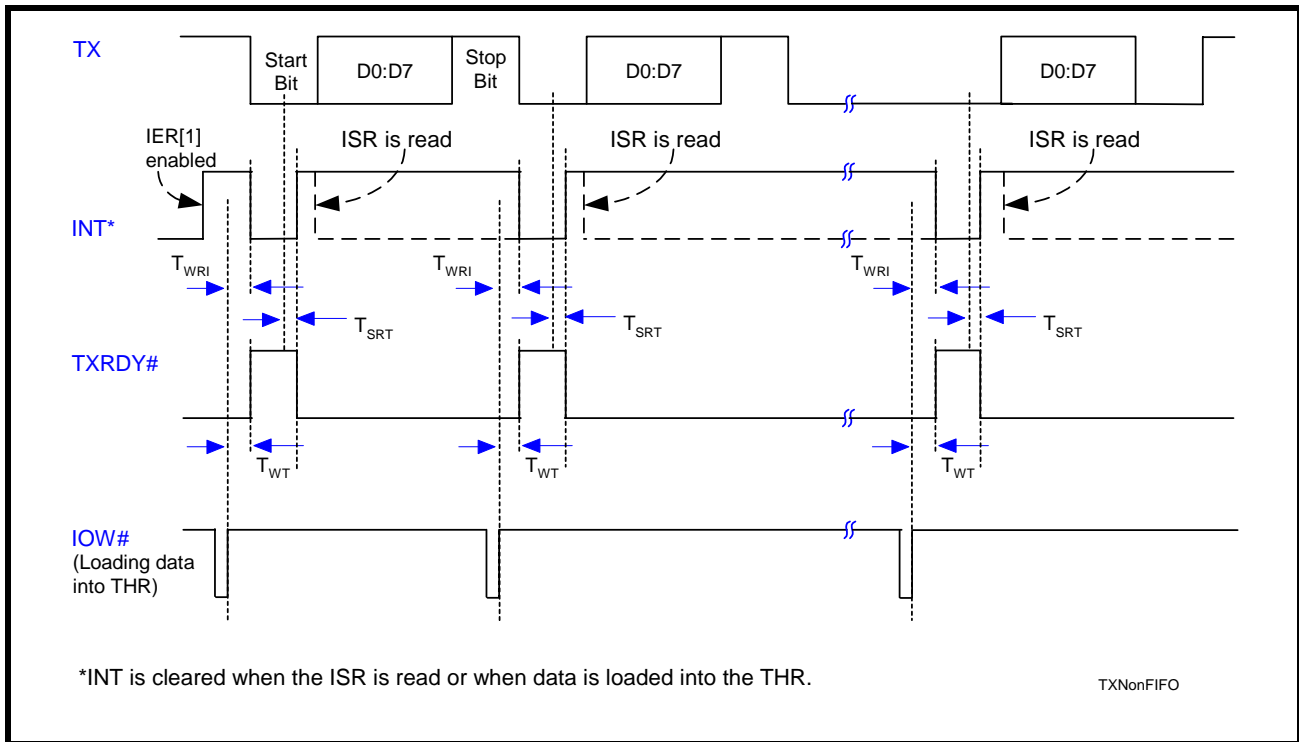 TX
Start
Bit
D0:D7
Stop
Bit
D0:D7
D0:D7
IER[1]
enabled
ISR is read
ISR is read
ISR is read
INT*
TWRI
TWRI
TWRI
TSRT
TSRT
TSRT
TXRDY#
TWT
TWT
TWT
IOW#
(Loading data
into THR)
*INT is cleared when the ISR is read or when data is loaded into the THR.
TXNonFIFO